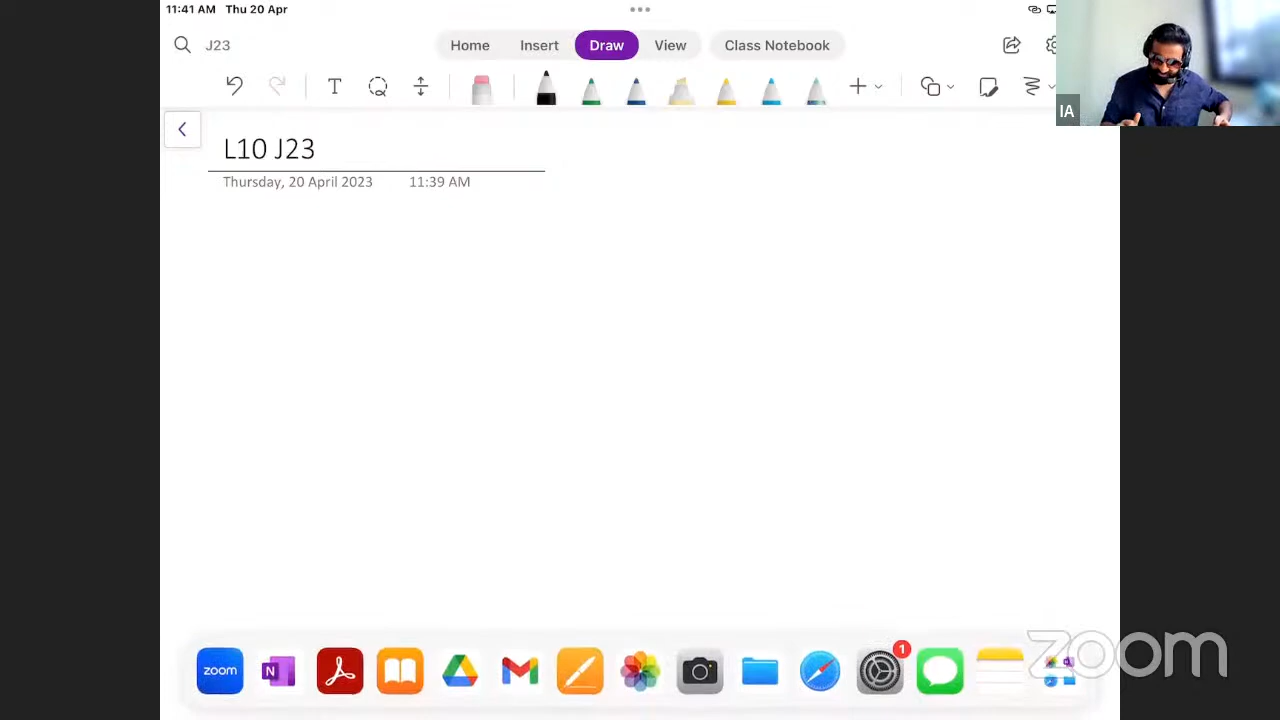 11:41 AM Thu 20 Apr
J23
Home Insert Draw View Class Notebook
IA
T
L10 J23
Thursday, 20 April 2023 11:39 AM
zoom
N
1
zoom